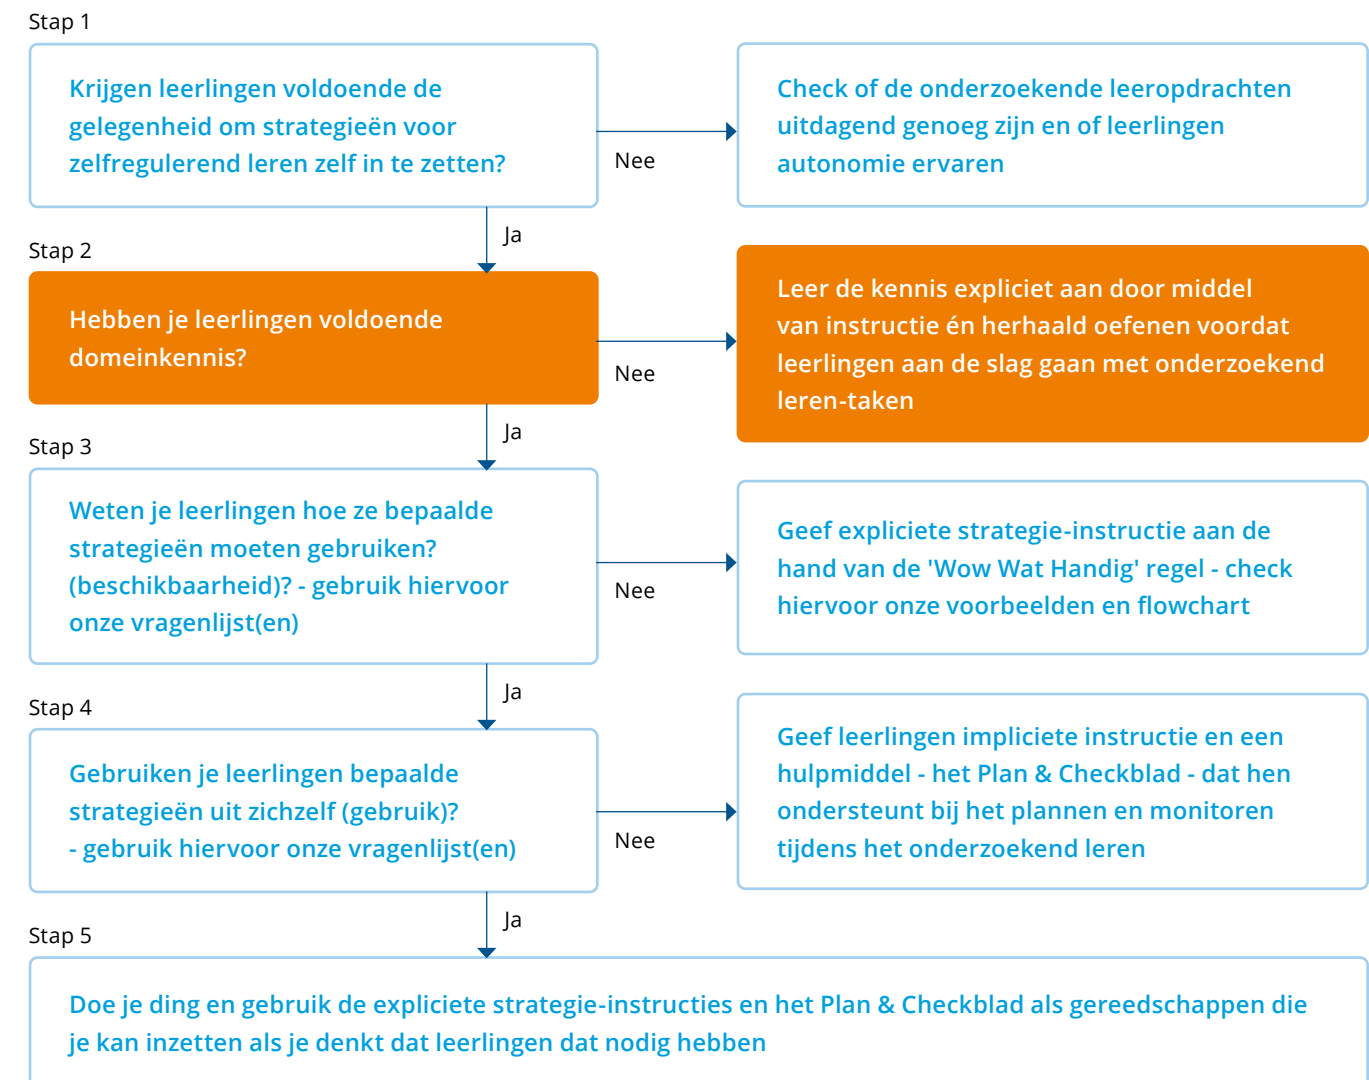 Stap 1
Krijgen leerlingen voldoende de
gelegenheid om strategieën voor
zelfregulerend leren zelf in te zetten?
Nee
Check of de onderzoekende leeropdrachten
uitdagend genoeg zijn en of leerlingen
autonomie ervaren
Ja
Stap 2
Hebben je leerlingen voldoende
domeinkennis?
Nee
Leer de kennis expliciet aan door middel
van instructie én herhaald oefenen voordat
leerlingen aan de slag gaan met onderzoekend
leren-taken
Ja
Stap 3
Weten je leerlingen hoe ze bepaalde
strategieën moeten gebruiken?
(beschikbaarheid)? - gebruik hiervoor
onze vragenlijst(en)
Nee
Geef expliciete strategie-instructie aan de
hand van de 'Wow Wat Handig' regel - check
hiervoor onze voorbeelden en flowchart
Ja
Stap 4
Gebruiken je leerlingen bepaalde
strategieën uit zichzelf (gebruik)?
- gebruik hiervoor onze vragenlijst(en)
Nee
Geef leerlingen impliciete instructie en een
hulpmiddel - het Plan & Checkblad - dat hen
ondersteunt bij het plannen en monitoren
tijdens het onderzoekend leren
Ja
Stap 5
Doe je ding en gebruik de expliciete strategie-instructies en het Plan & Checkblad als gereedschappen die
je kan inzetten als je denkt dat leerlingen dat nodig hebben